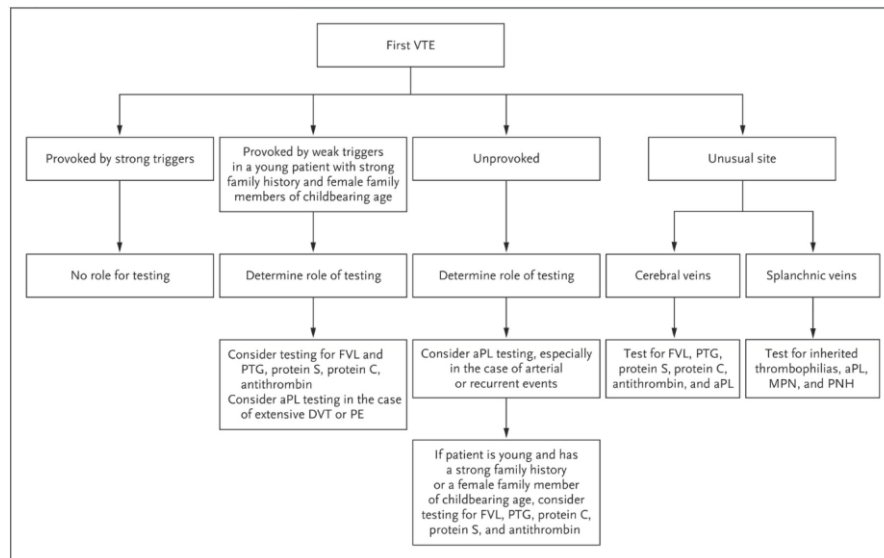 First VTE
Provoked by strong triggers
Provoked by weak triggers
in a young patient with strong
family history and female family
members of childbearing age
Unprovoked
Unusual site
No role for testing
Determine role of testing
Determine role of testing
Cerebral veins
Splanchnic veins
Consider testing for FVL and
PTG, protein S, protein C,
antithrombin
Consider aPL testing in the case
of extensive DVT or PE
Consider aPL testing, especially
in the case of arterial
or recurrent events
Test for FVL, PTG,
protein S, protein C,
antithrombin, and aPL
Test for inherited
thrombophilias, aPL,
MPN, and PNH
If patient is young and has
a strong family history
or a female family member
of childbearing age, consider
testing for FVL, PTG, protein C,
protein S, and antithrombin